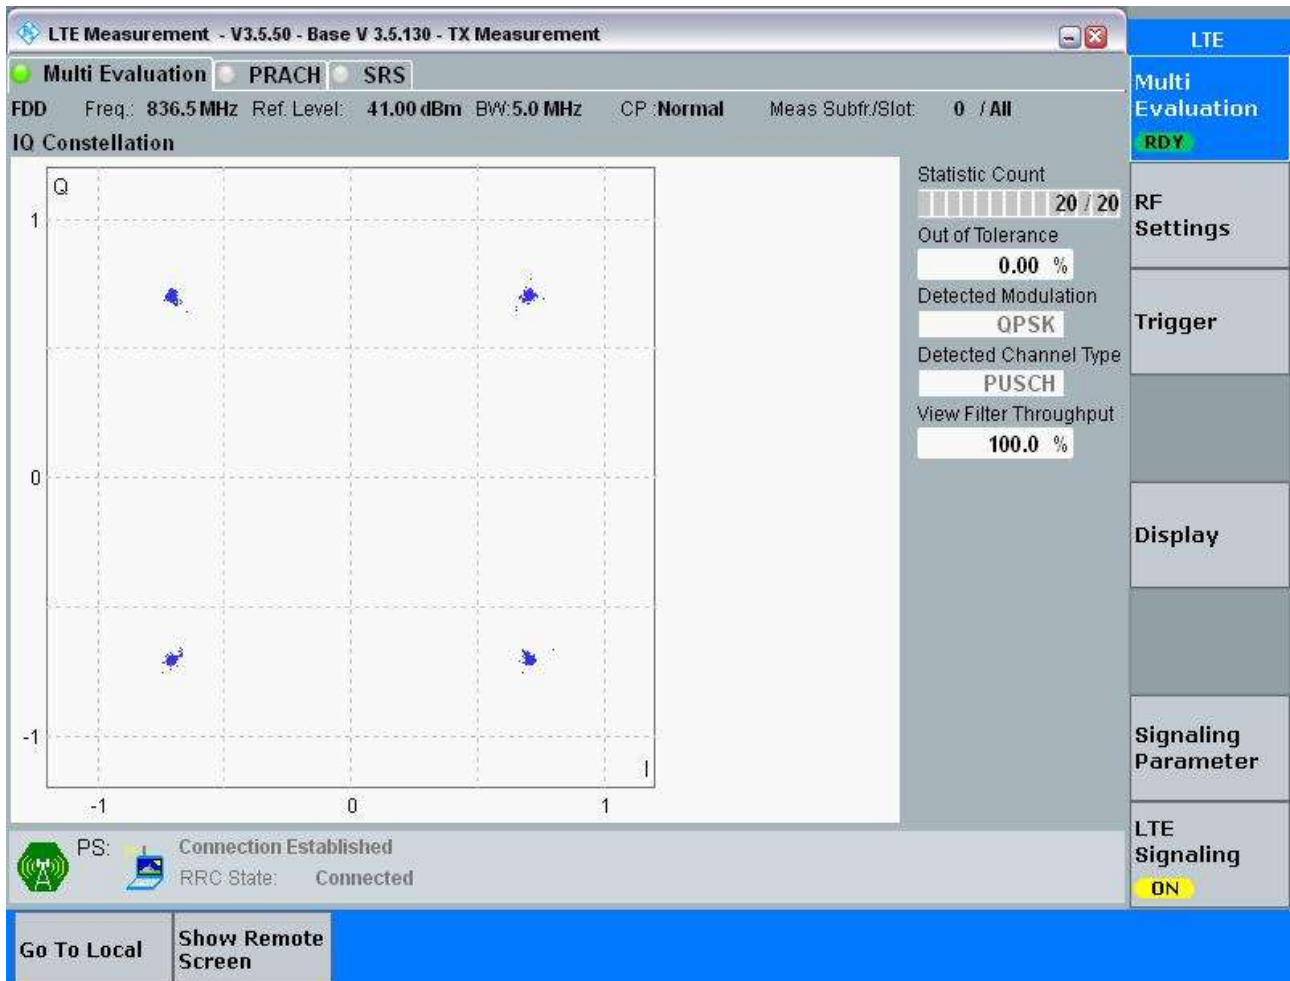 LTE Measurement - V3.5.50 - Base V 3.5.130 - TX Measurement
LTE
Multi Evaluation PRACH SRS
Multi
Evaluation
RDY
FDD Freq.: 836.5 MHz Ref. Level: 41.00 dBm BW: 5.0 MHz CP :Normal Meas Subfr./Slot: 0 / All
IQ Constellation
Q
1
0
-1
I
-1 0 1
Statistic Count
20 / 20
Out of Tolerance
0.00 %
Detected Modulation
QPSK
Detected Channel Type
PUSCH
View Filter Throughput
100.0 %
RF
Settings
Trigger
Display
Signaling
Parameter
LTE
Signaling
ON
PS: Connection Established
RRC State: Connected
Go To Local
Show Remote
Screen